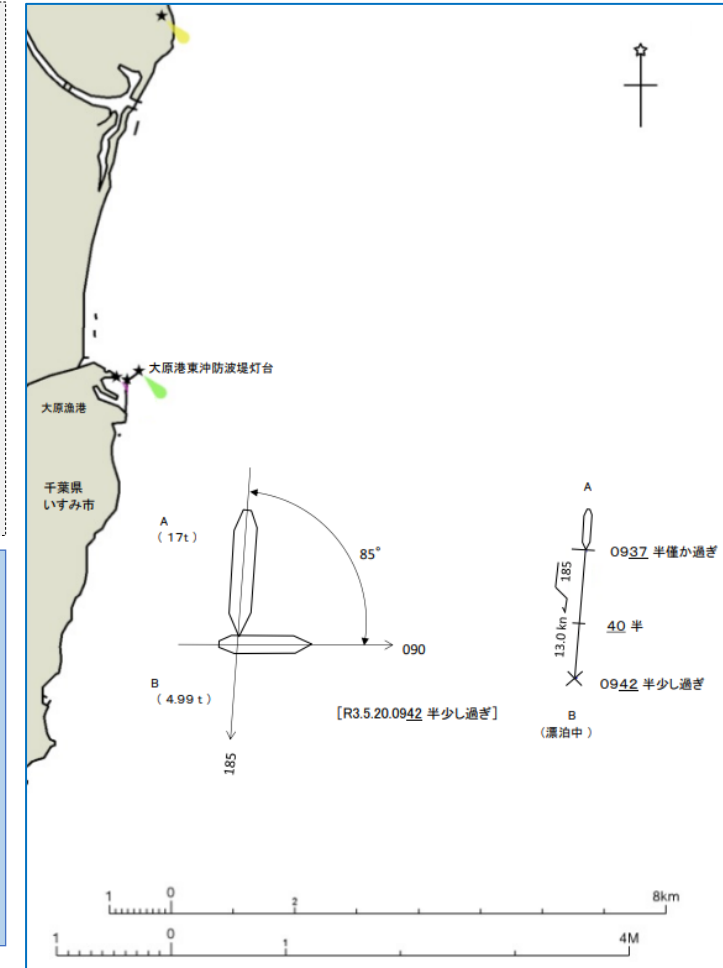 大原港東沖防波堤灯台
大原漁港
千葉県
いすみ市
A
( 17t )
85°
090
B
( 4.99 t )
185
[R3.5.20.0942 半少し過ぎ]
A
0937 半僅か過ぎ
185
13.0 kn
40 半
0942 半少し過ぎ
B
(漂泊中 )
1 0 2 8km
1 0 1 4M